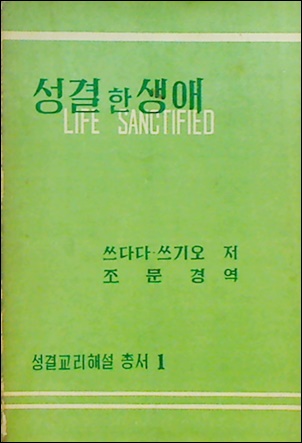 성결한 생애
LIFE SANCTIFIED
쓰다다·쓰기오 저
조문경 역
성결교리해설 총서 1